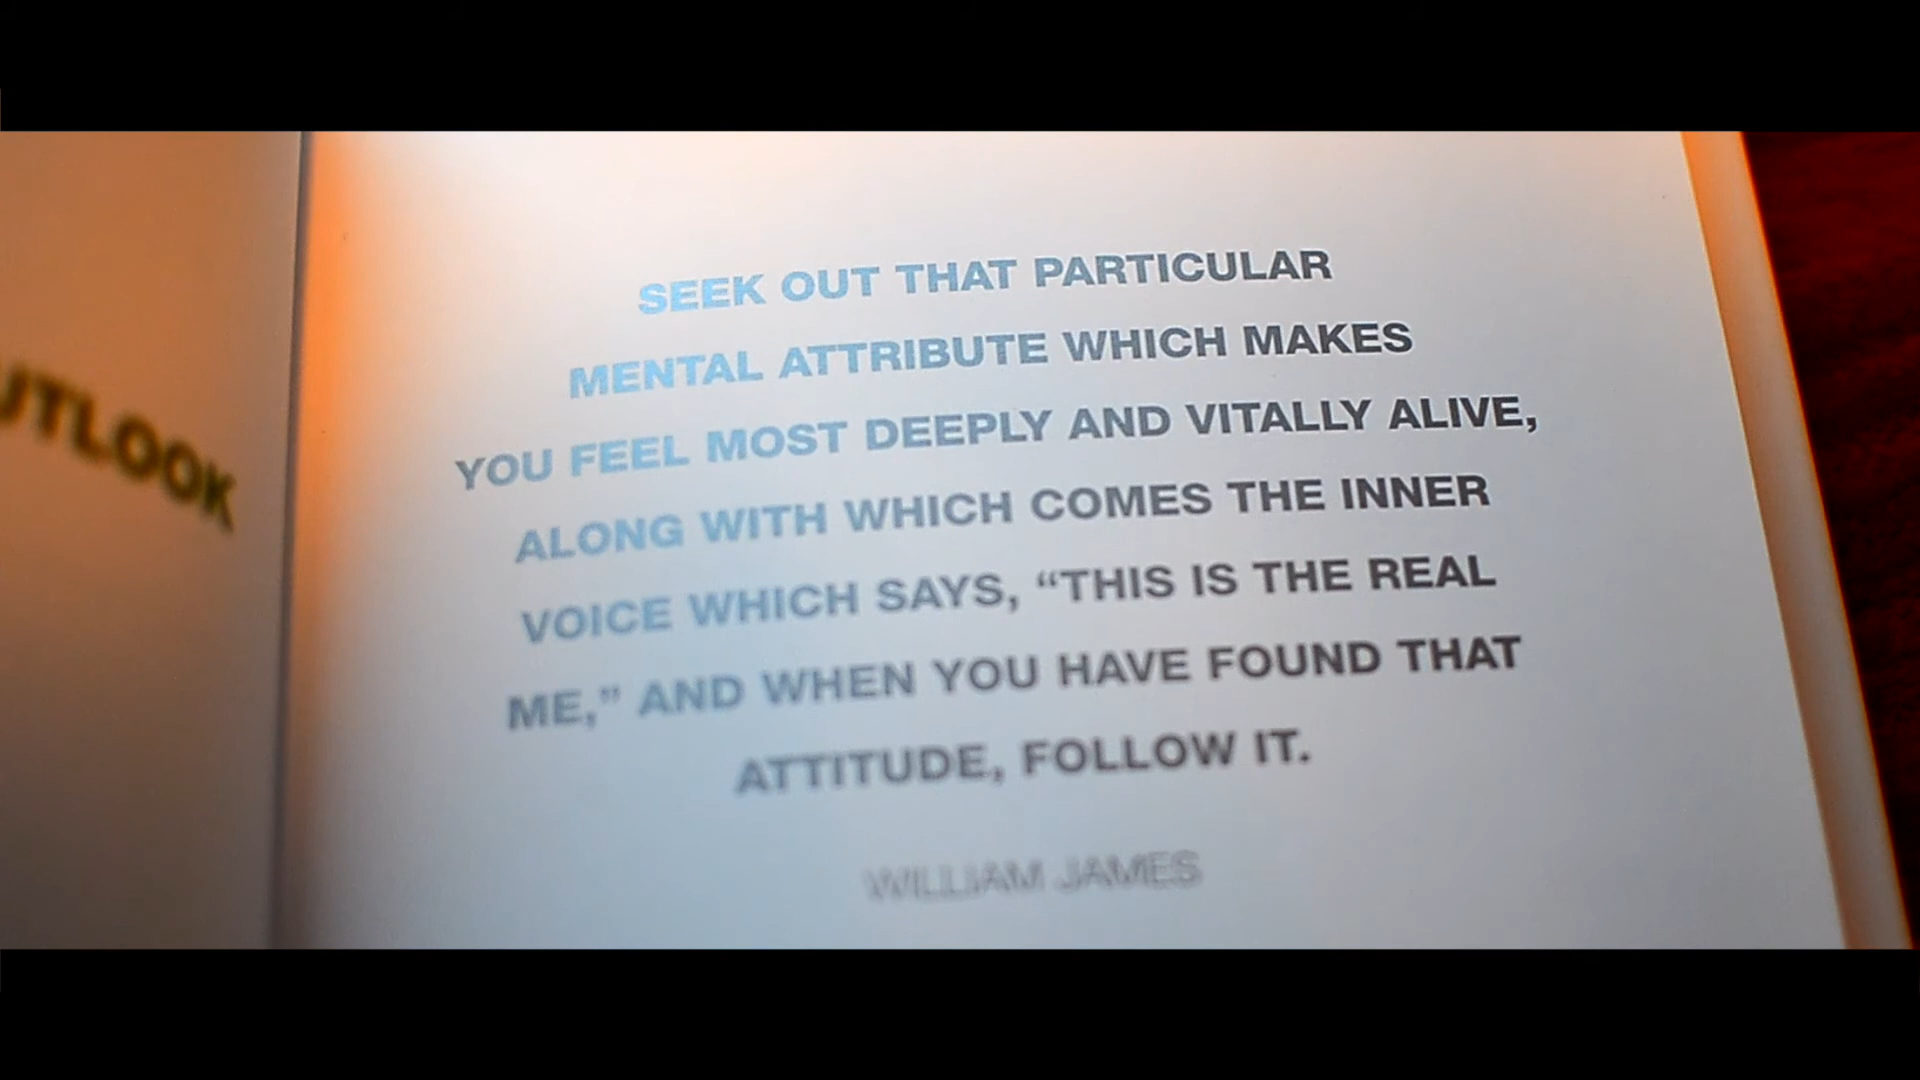 UTLOOK
SEEK OUT THAT PARTICULAR
MENTAL ATTRIBUTE WHICH MAKES
YOU FEEL MOST DEEPLY AND VITALLY ALIVE,
ALONG WITH WHICH COMES THE INNER
VOICE WHICH SAYS, “THIS IS THE REAL
ME,” AND WHEN YOU HAVE FOUND THAT
ATTITUDE, FOLLOW IT.
WILLIAM JAMES